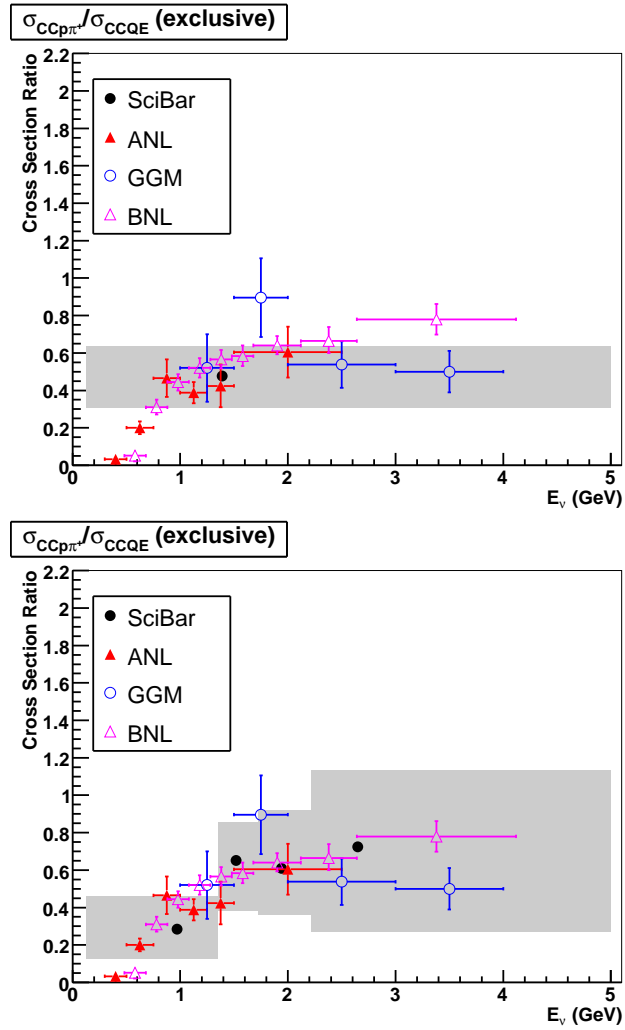 σCCpπ+/σCCQE (exclusive)
Cross Section Ratio
2.2
2
1.8
1.6
1.4
1.2
1
0.8
0.6
0.4
0.2
0
SciBar
ANL
GGM
BNL
0 1 2 3 4 5
Eν (GeV)
σCCpπ+/σCCQE (exclusive)
Cross Section Ratio
2.2
2
1.8
1.6
1.4
1.2
1
0.8
0.6
0.4
0.2
0
SciBar
ANL
GGM
BNL
0 1 2 3 4 5
Eν (GeV)